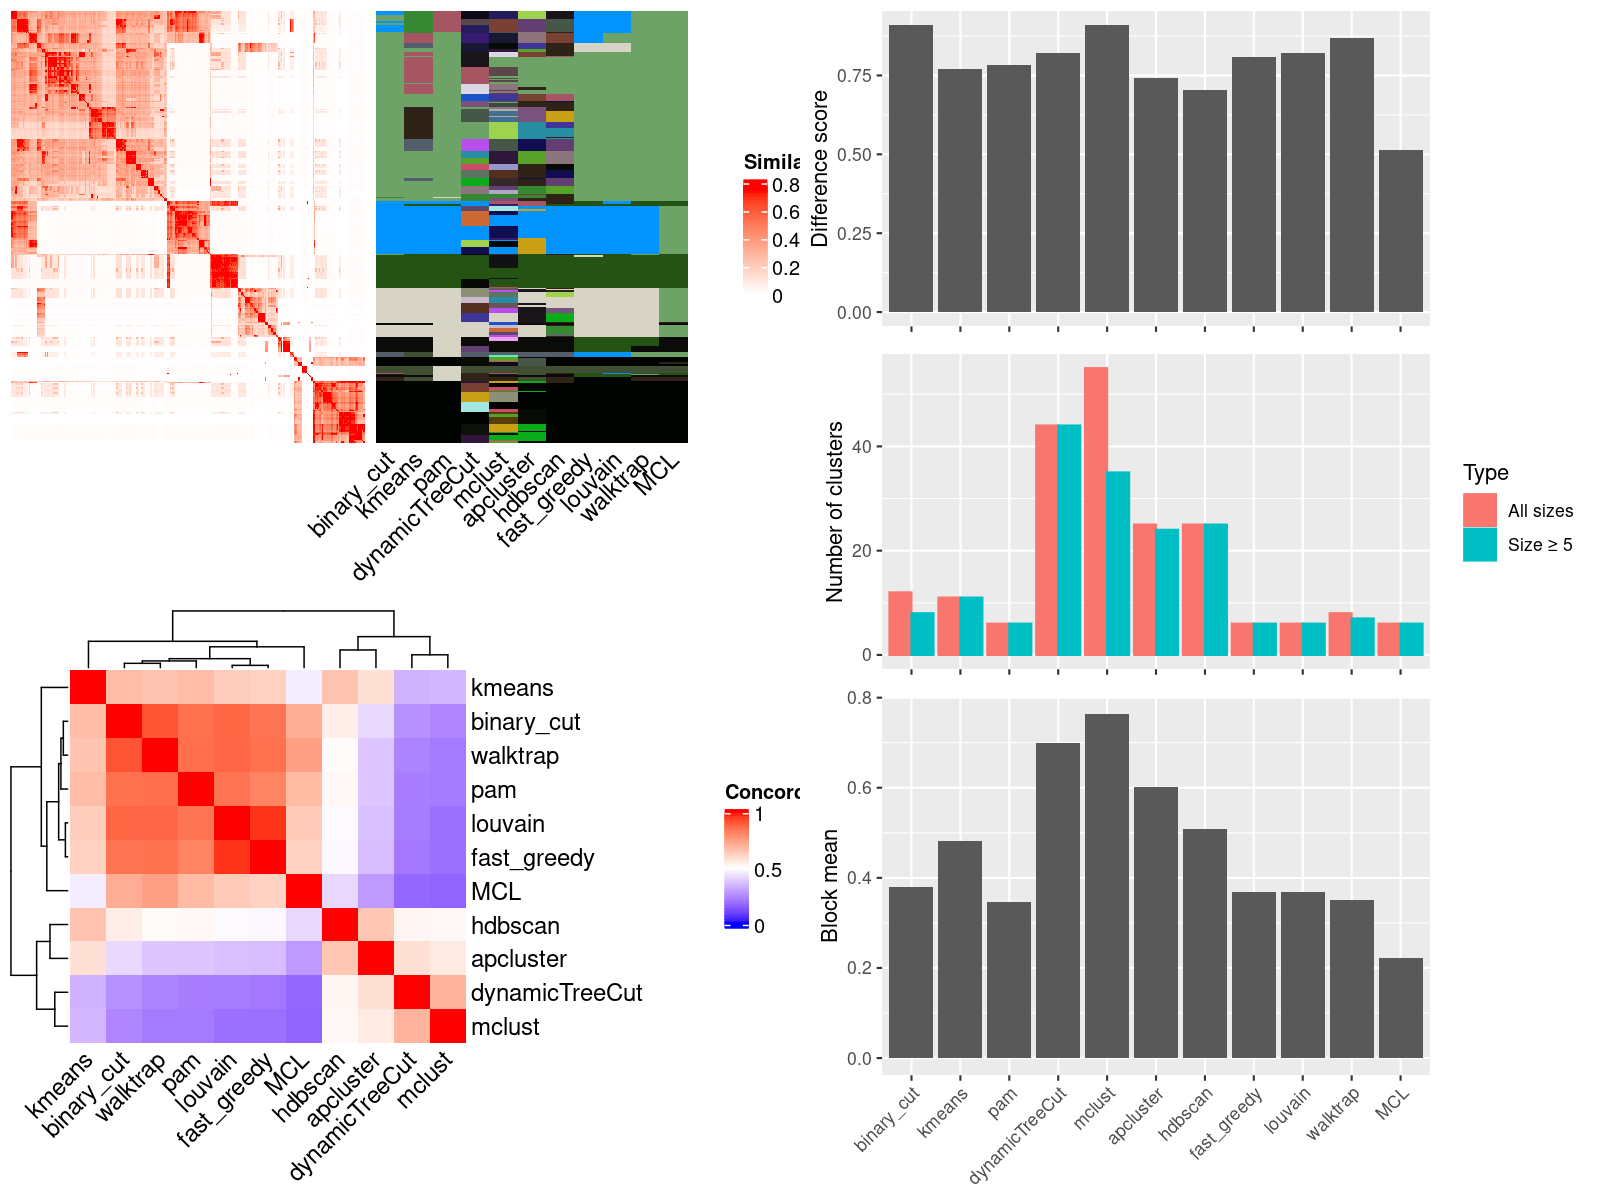 Simila
0.8
0.6
0.4
0.2
0
binary_cut
kmeans
pam
dynamicTreeCut
mclust
apcluster
hdbscan
fast_greedy
louvain
walktrap
MCL
kmeans
binary_cut
walktrap
pam
louvain
fast_greedy
MCL
hdbscan
apcluster
dynamicTreeCut
mclust
kmeans
binary_cut
walktrap
pam
louvain
fast_greedy
MCL
hdbscan
apcluster
dynamicTreeCut
mclust
Concord
1
0.5
0
Difference score
0.75
0.50
0.25
0.00
Number of clusters
40
20
0
Type
All sizes
Size ≥ 5
Block mean
0.8
0.6
0.4
0.2
0.0
binary_cut
kmeans
pam
dynamicTreeCut
mclust
apcluster
hdbscan
fast_greedy
louvain
walktrap
MCL